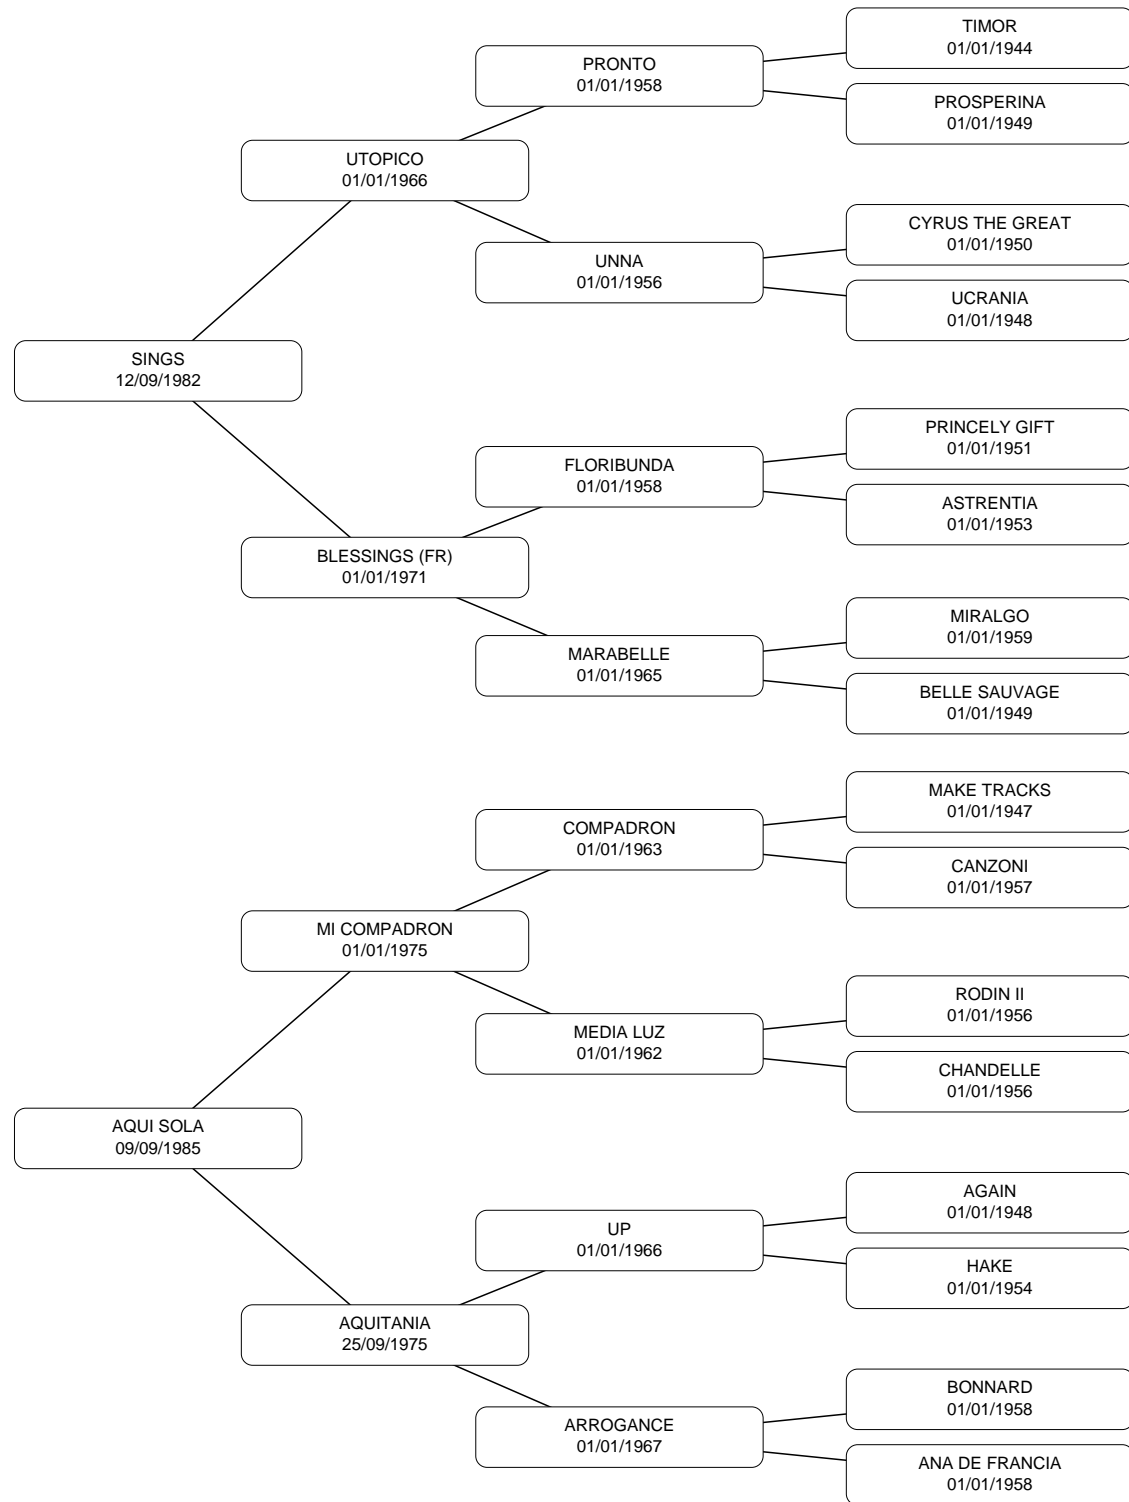 TIMOR
01/01/1944
PRONTO
01/01/1958
PROSPERINA
01/01/1949
UTOPICO
01/01/1966
CYRUS THE GREAT
01/01/1950
UNNA
01/01/1956
UCRANIA
01/01/1948
SINGS
12/09/1982
PRINCELY GIFT
01/01/1951
FLORIBUNDA
01/01/1958
ASTRENTIA
01/01/1953
BLESSINGS (FR)
01/01/1971
MIRALGO
01/01/1959
MARABELLE
01/01/1965
BELLE SAUVAGE
01/01/1949
MAKE TRACKS
01/01/1947
COMPADRON
01/01/1963
CANZONI
01/01/1957
MI COMPADRON
01/01/1975
RODIN II
01/01/1956
MEDIA LUZ
01/01/1962
CHANDELLE
01/01/1956
AQUI SOLA
09/09/1985
AGAIN
01/01/1948
UP
01/01/1966
HAKE
01/01/1954
AQUITANIA
25/09/1975
BONNARD
01/01/1958
ARROGANCE
01/01/1967
ANA DE FRANCIA
01/01/1958